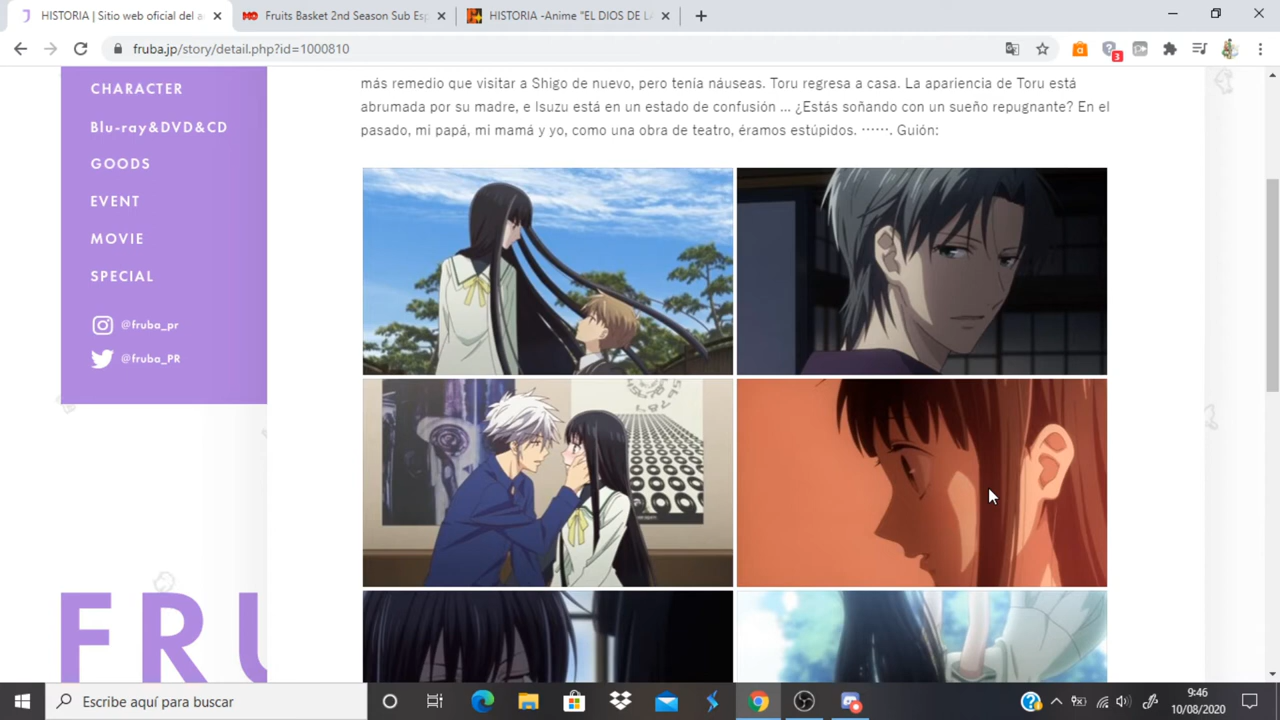 HISTORIA | Sitio web oficial del a
Fruits Basket 2nd Season Sub Esp
HISTORIA -Anime "EL DIOS DE LA
fruba.jp/story/detail.php?id=1000810
3
CHARACTER
Blu-ray&DVD&CD
GOODS
EVENT
MOVIE
SPECIAL
@fruba_pr
@fruba_PR
FRU
más remedio que visitar a Shigo de nuevo, pero tenía náuseas. Toru regresa a casa. La apariencia de Toru está
abrumada por su madre, e Isuzu está en un estado de confusión ... ¿Estás soñando con un sueño repugnante? En el
pasado, mi papá, mi mamá y yo, como una obra de teatro, éramos estúpidos. ⋯⋯. Guión:
Escribe aquí para buscar
9:46
10/08/2020